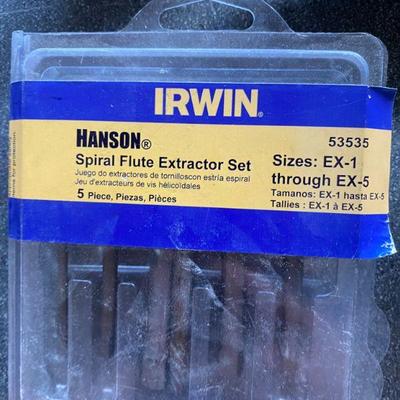 IRWIN®
HANSON®
Spiral Flute Extractor Set
Juego do extractores de tornilloscon estría espiral
Jeu d'extracteurs de vis hélicoïdales
5 Piece, Piezas, Pièces
53535
Sizes: EX-1
through EX-5
Tamanos: EX-1 hasta EX-5
Tallies : EX-1 à EX-5